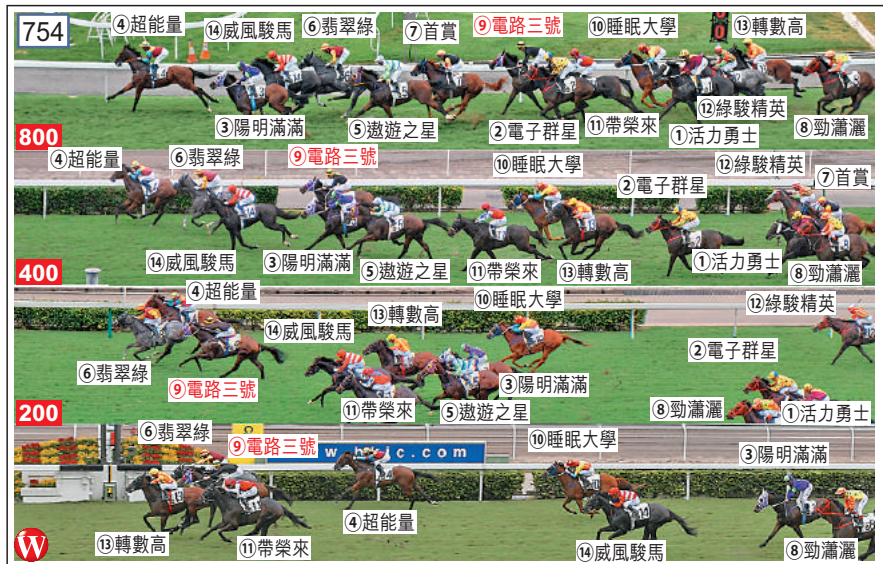 754
④超能量 ⑭威風駿馬 ⑥翡翠綠 ⑦首賞 ⑨電路三號 ⑩睡眠大學 ⑬轉數高
③陽明滿滿 ⑤遨遊之星 ②電子群星 ⑪帶榮來 ①活力勇士 ⑫綠駿精英 ⑧勁瀟灑
800
④超能量 ⑥翡翠綠 ⑨電路三號 ⑩睡眠大學 ②電子群星 ⑫綠駿精英 ⑦首賞
⑭威風駿馬 ③陽明滿滿 ⑤遨遊之星 ⑪帶榮來 ⑬轉數高 ①活力勇士 ⑧勁瀟灑
400
④超能量 ⑭威風駿馬 ⑬轉數高 ⑩睡眠大學 ②電子群星 ⑫綠駿精英
⑥翡翠綠 ⑨電路三號 ⑪帶榮來 ⑤遨遊之星 ③陽明滿滿 ⑧勁瀟灑 ①活力勇士
200
⑥翡翠綠 ⑨電路三號 ⑩睡眠大學 ③陽明滿滿
⑬轉數高 ⑪帶榮來 ④超能量 ⑭威風駿馬 ⑧勁瀟灑
W